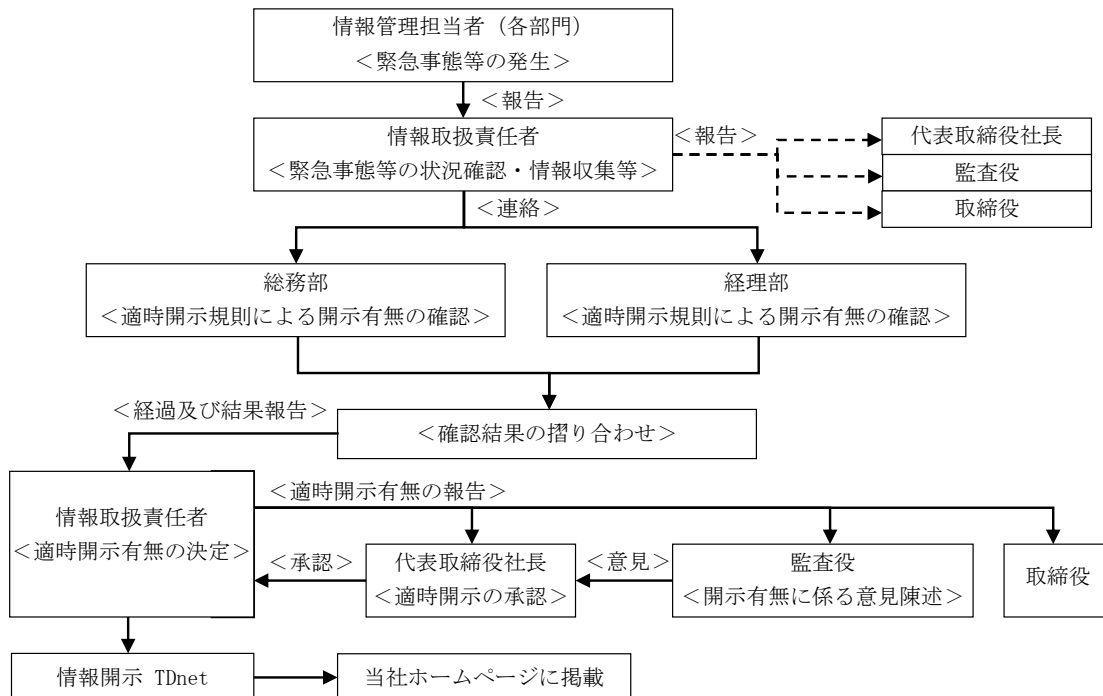 情報管理担当者(各部門)
<緊急事態等の発生>
<報告>
情報取扱責任者
<緊急事態等の状況確認・情報収集等>
<報告>
代表取締役社長
監査役
取締役
<連絡>
総務部
<適時開示規則による開示有無の確認>
経理部
<適時開示規則による開示有無の確認>
<経過及び結果報告>
<確認結果の摺り合わせ>
情報取扱責任者
<適時開示有無の決定>
<適時開示有無の報告>
<承認>
代表取締役社長
<適時開示の承認>
<意見>
監査役
<開示有無に係る意見陳述>
取締役
情報開示 TDnet
当社ホームページに掲載